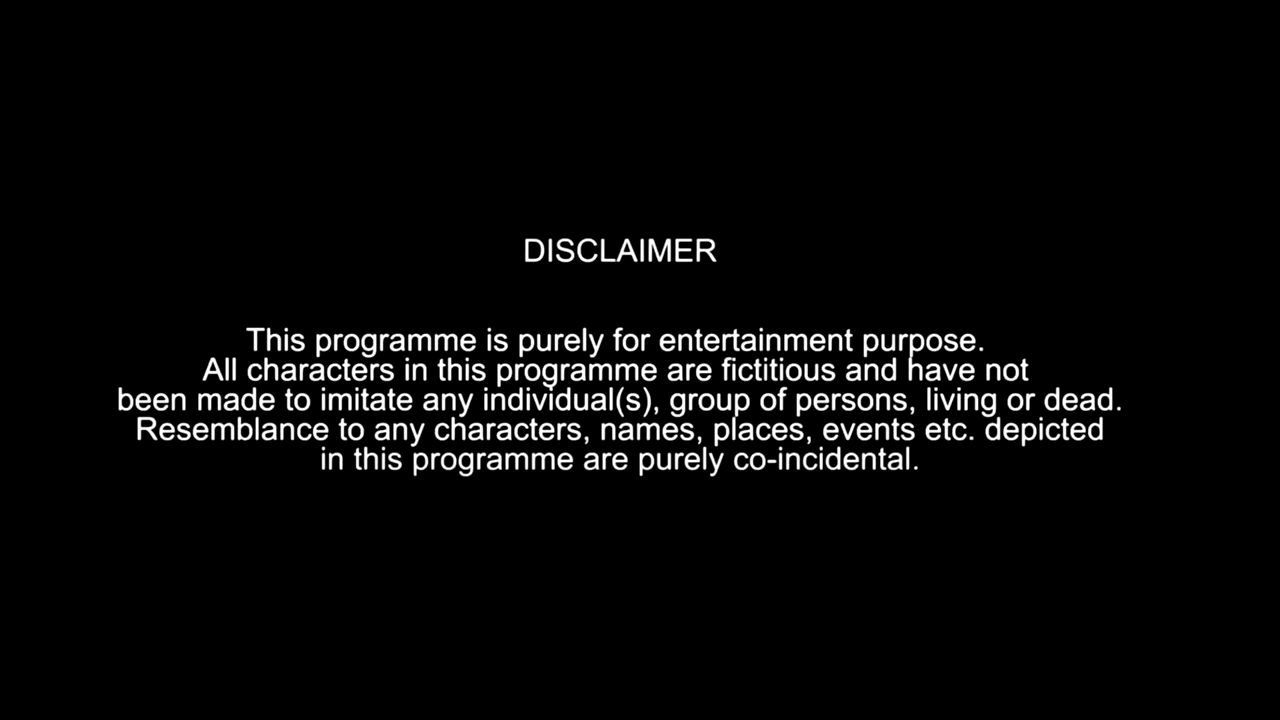 DISCLAIMER
This programme is purely for entertainment purpose.
All characters in this programme are fictitious and have not
been made to imitate any individual(s), group of persons, living or dead.
Resemblance to any characters, names, places, events etc. depicted
in this programme are purely co-incidental.